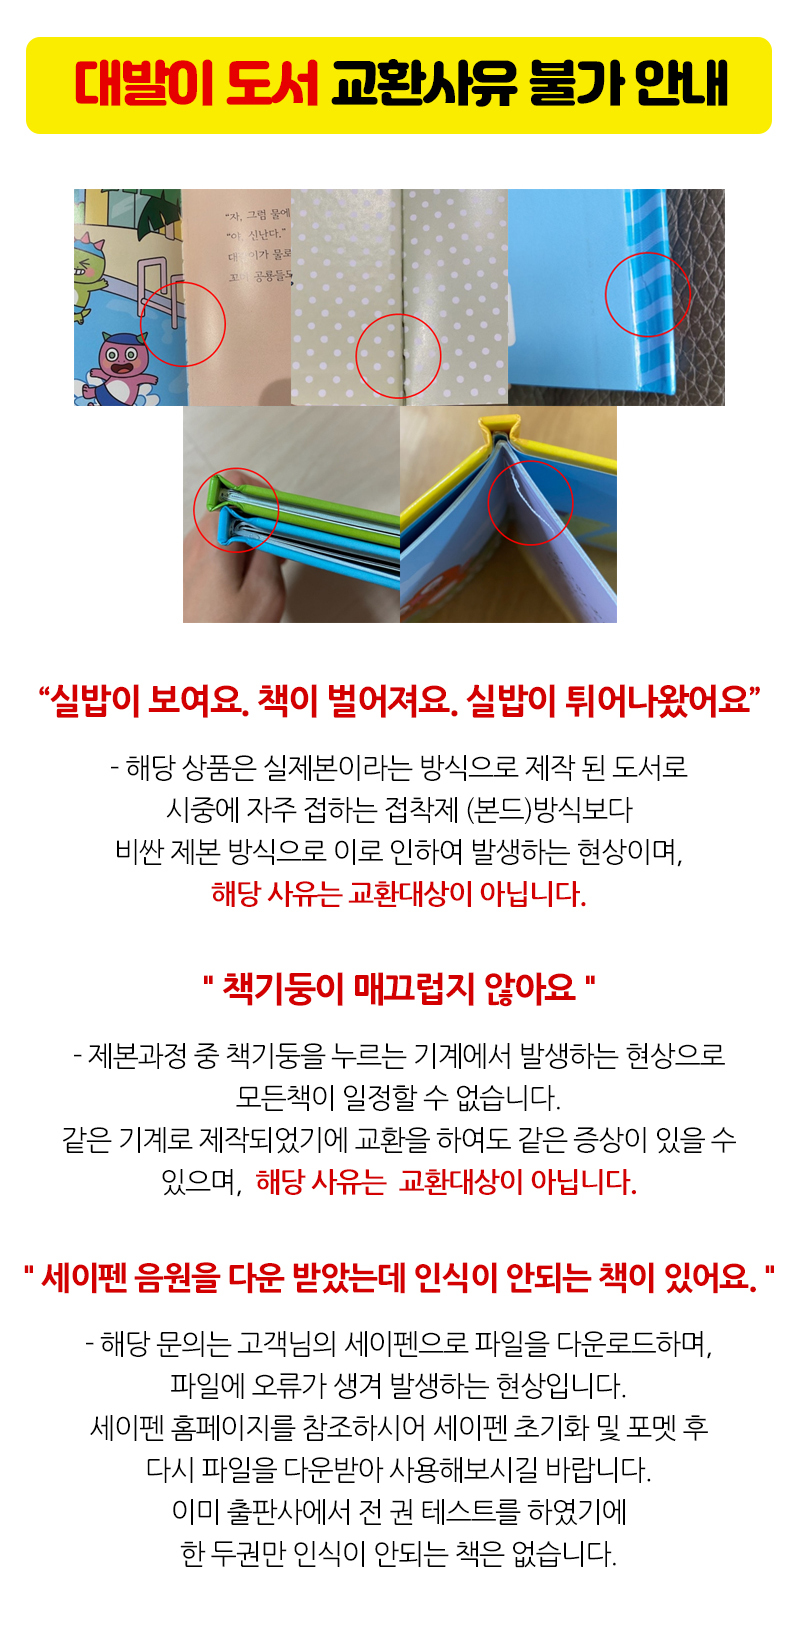 대발이 도서 교환사유 불가 안내
“자, 그럼 물에
“야, 신난다.”
꼬마 공룡들도
“실밥이 보여요. 책이 벌어져요. 실밥이 튀어나왔어요”
- 해당 상품은 실제본이라는 방식으로 제작 된 도서로
시중에 자주 접하는 접착제 (본드)방식보다
비싼 제본 방식으로 이로 인하여 발생하는 현상이며,
해당 사유는 교환대상이 아닙니다.
" 책기둥이 매끄럽지 않아요 "
- 제본과정 중 책기둥을 누르는 기계에서 발생하는 현상으로
모든책이 일정할 수 없습니다.
같은 기계로 제작되었기에 교환을 하여도 같은 증상이 있을 수
있으며, 해당 사유는 교환대상이 아닙니다.
" 세이펜 음원을 다운 받았는데 인식이 안되는 책이 있어요. "
- 해당 문의는 고객님의 세이펜으로 파일을 다운로드하며,
파일에 오류가 생겨 발생하는 현상입니다.
세이펜 홈페이지를 참조하시어 세이펜 초기화 및 포멧 후
다시 파일을 다운받아 사용해보시길 바랍니다.
이미 출판사에서 전 권 테스트를 하였기에
한 두권만 인식이 안되는 책은 없습니다.